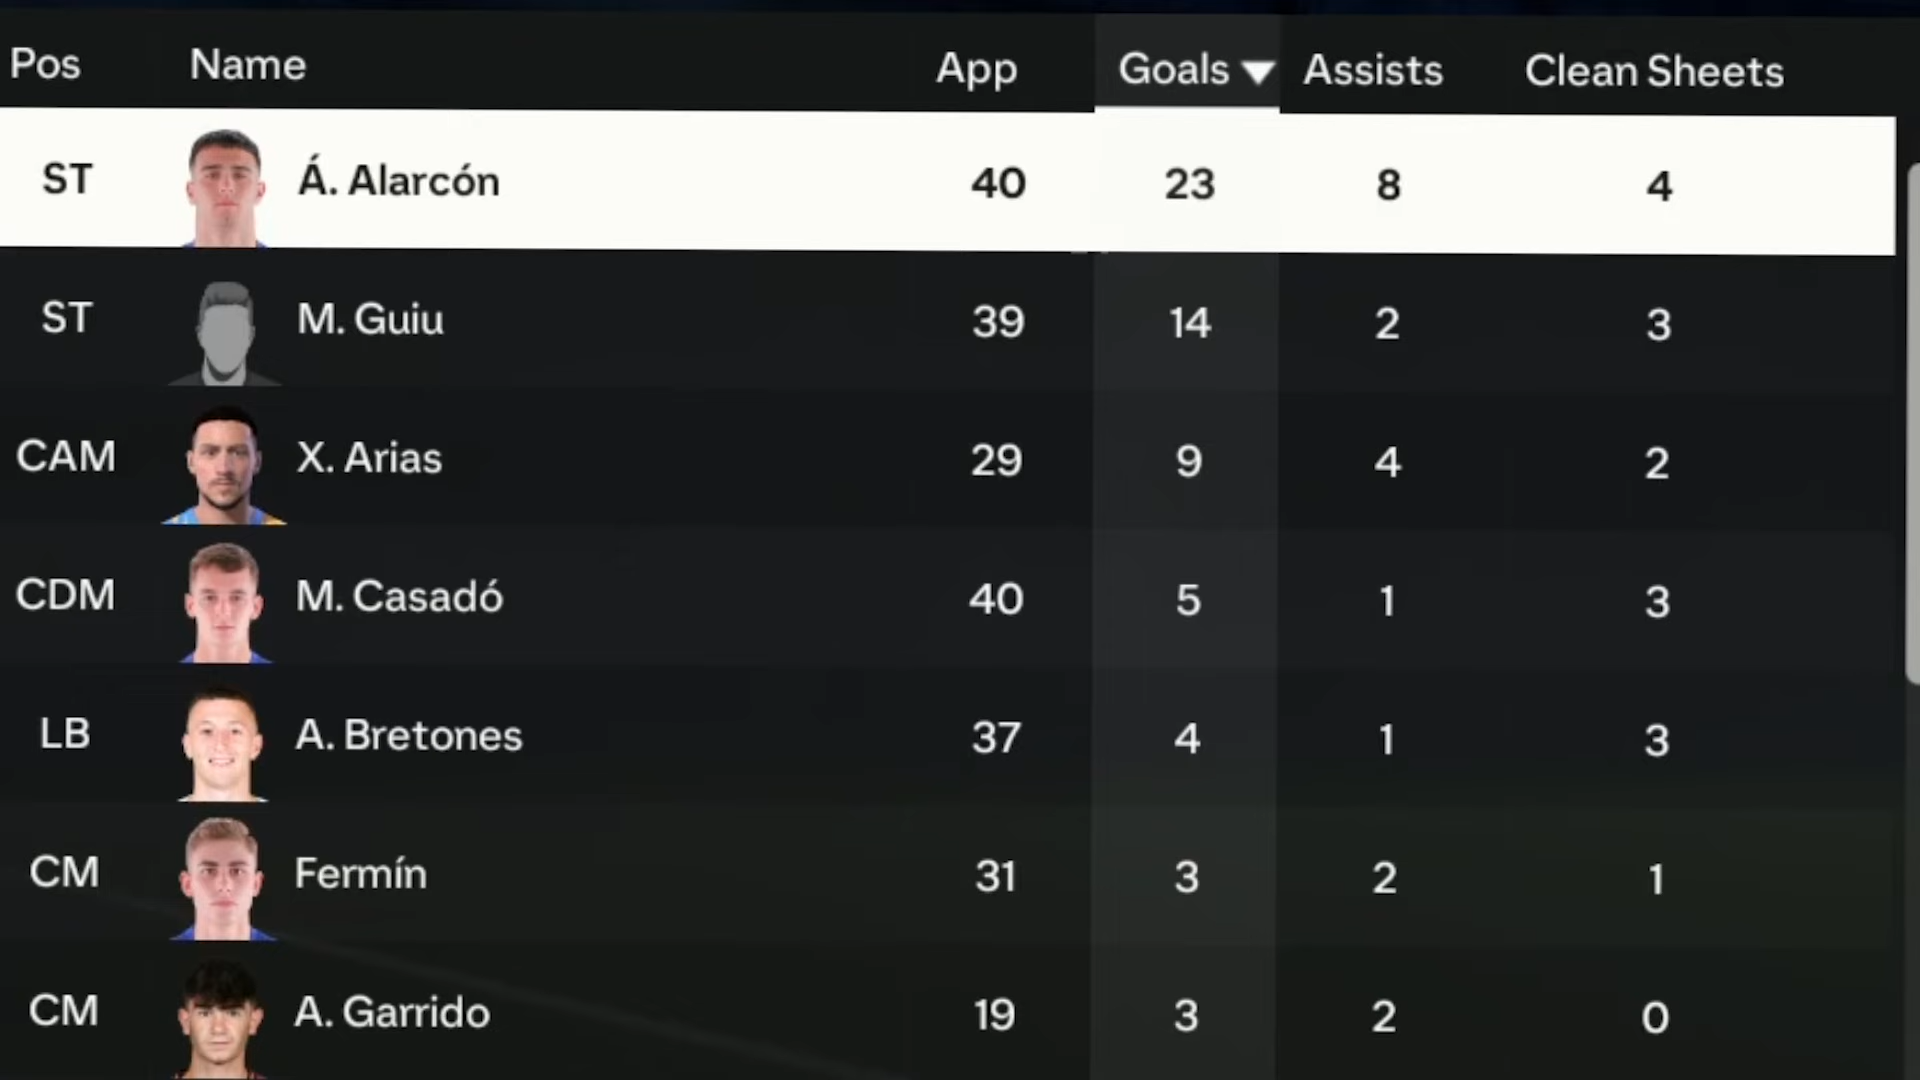 Pos Name App Goals Assists Clean Sheets
ST Á. Alarcón 40 23 8 4
ST M. Guiu 39 14 2 3
CAM X. Arias 29 9 4 2
CDM M. Casadó 40 5 1 3
LB A. Bretones 37 4 1 3
CM Fermín 31 3 2 1
CM A. Garrido 19 3 2 0